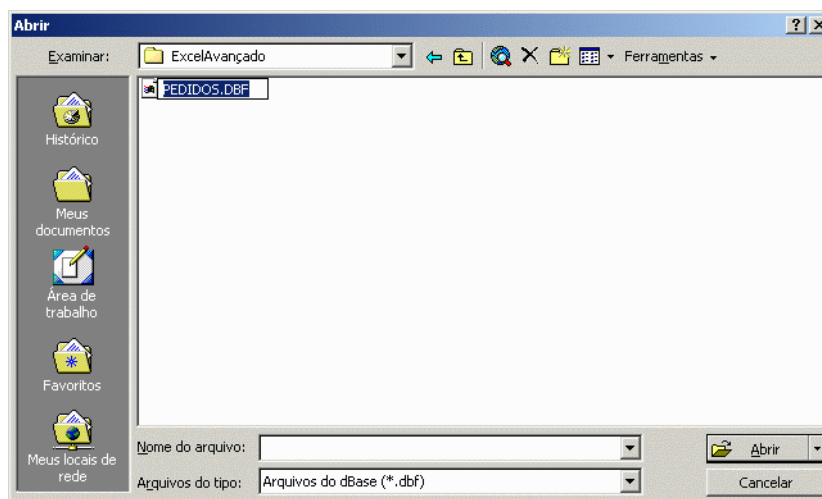 Abrir
Examinar:
ExcelAvançado
Ferramentas
PEDIDOS.DBF
Histórico
Meus
documentos
Área de
trabalho
Favoritos
Meus locais de
rede
Nome do arquivo:
Abrir
Arquivos do tipo:
Arquivos do dBase (*.dbf)
Cancelar